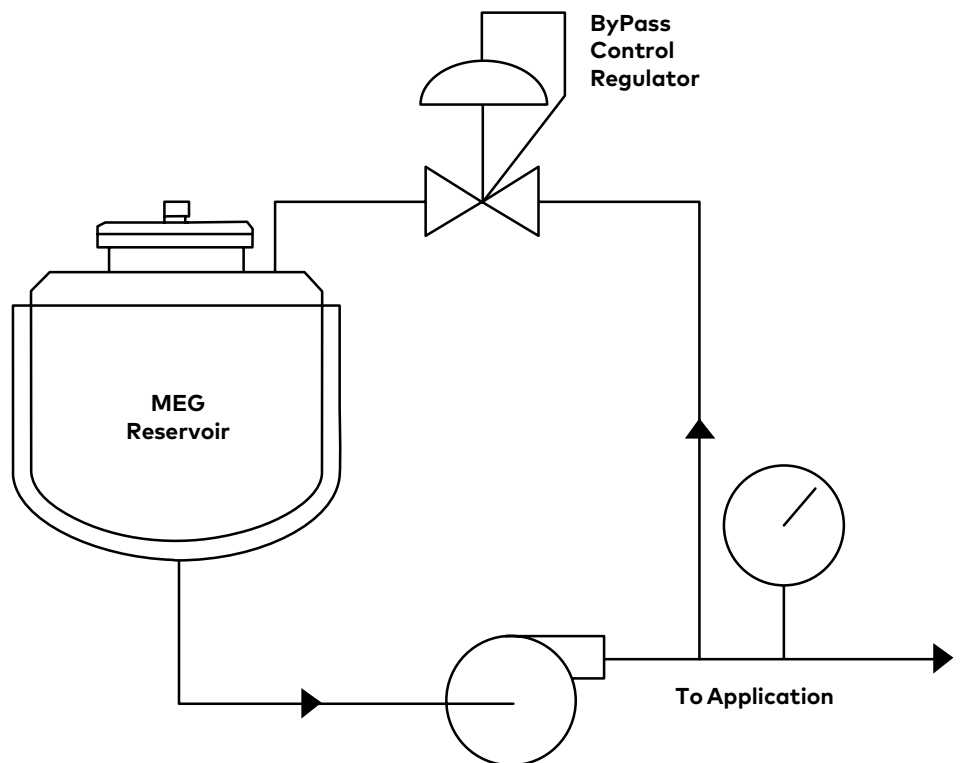 ByPass
Control
Regulator
MEG
Reservoir
To Application